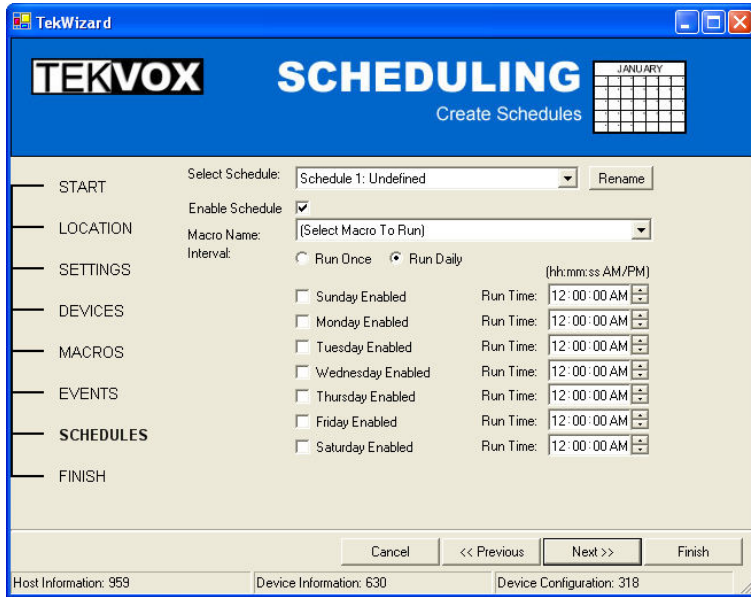 TekWizard
TEKVOX
SCHEDULING
Create Schedules
JANUARY
START
LOCATION
SETTINGS
DEVICES
MACROS
EVENTS
SCHEDULES
FINISH
Select Schedule: Schedule 1: Undefined Rename
Enable Schedule
Macro Name: (Select Macro To Run)
Interval: Run Once Run Daily
(hh:mm:ss AM/PM)
Sunday Enabled Run Time: 12:00:00 AM
Monday Enabled Run Time: 12:00:00 AM
Tuesday Enabled Run Time: 12:00:00 AM
Wednesday Enabled Run Time: 12:00:00 AM
Thursday Enabled Run Time: 12:00:00 AM
Friday Enabled Run Time: 12:00:00 AM
Saturday Enabled Run Time: 12:00:00 AM
Cancel << Previous Next >> Finish
Host Information: 959 Device Information: 630 Device Configuration: 318